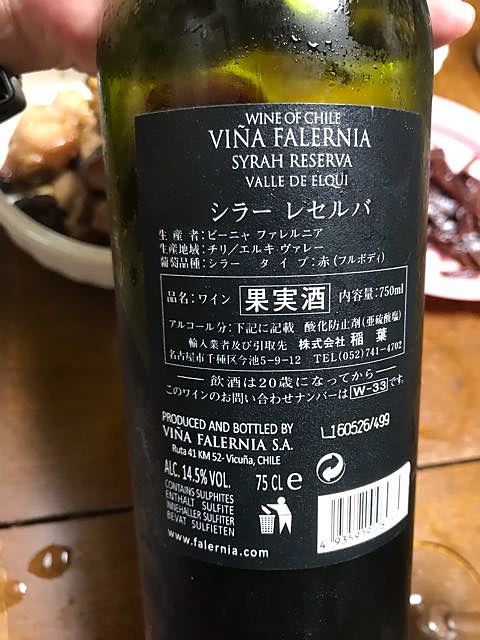 WINE OF CHILE
VIÑA FALERNIA
SYRAH RESERVA
VALLE DE ELQUI
シラー レセルバ
生産者:ビーニャ ファレルニア
生産地域:チリ/エルキ・ヴァレー
葡萄品種:シラー タイプ:赤(フルボディ)
品名:ワイン 果実酒 内容量:750ml
アルコール分:下記に記載 酸化防止剤(亜硫酸塩)
輸入業者及び引取先 株式会社 稲葉
名古屋市千種区今池5-9-12 TEL(052)741-4702
飲酒は20歳になってから
このワインのお問い合わせナンバーは W-33 です。
PRODUCED AND BOTTLED BY
VIÑA FALERNIA S.A.
Ruta 41 KM 52- Vicuña, CHILE
L160526/499
ALC. 14.5% VOL. 75 CL e
CONTAINS SULPHITES
ENTHALT SULFITE
INNEHALLER SULFITER
BEVAT SULFIETEN
www.falernia.com